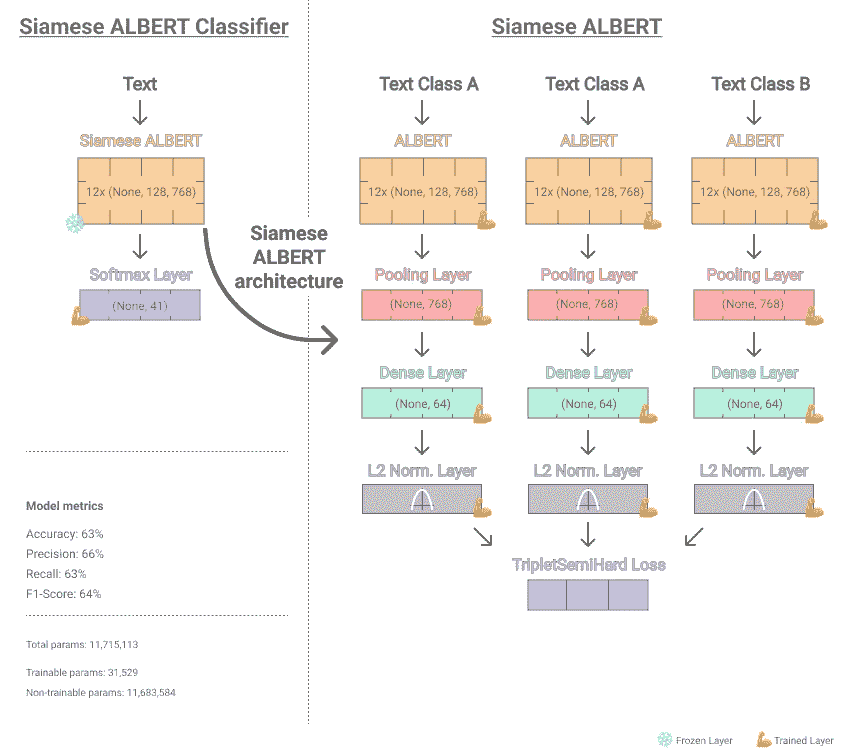 Siamese ALBERT Classifier
Text
Siamese ALBERT
12x (None, 128, 768)
Softmax Layer
(None, 41)
Siamese
ALBERT
architecture
Model metrics
Accuracy: 63%
Precision: 66%
Recall: 63%
F1-Score: 64%
Total params: 11,715,113
Trainable params: 31,529
Non-trainable params: 11,683,584
Siamese ALBERT
Text Class A
Text Class A
Text Class B
ALBERT
ALBERT
ALBERT
12x (None, 128, 768)
12x (None, 128, 768)
12x (None, 128, 768)
Pooling Layer
Pooling Layer
Pooling Layer
(None, 768)
(None, 768)
(None, 768)
Dense Layer
Dense Layer
Dense Layer
(None, 64)
(None, 64)
(None, 64)
L2 Norm. Layer
L2 Norm. Layer
L2 Norm. Layer
TripletSemiHard Loss
Frozen Layer
Trained Layer